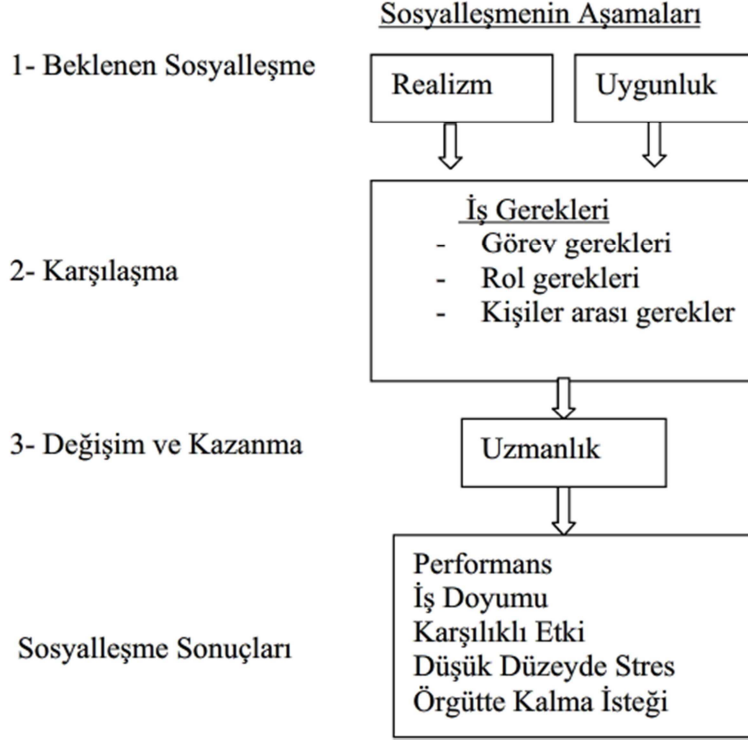 Sosyalleşmenin Aşamaları
1- Beklenen Sosyalleşme
Realizm
Uygunluk
2- Karşılaşma
İş Gerekleri
- Görev gerekleri
- Rol gerekleri
- Kişiler arası gerekler
3- Değişim ve Kazanma
Uzmanlık
Sosyalleşme Sonuçları
Performans
İş Doyumu
Karşılıklı Etki
Düşük Düzeyde Stres
Örgütte Kalma İsteği